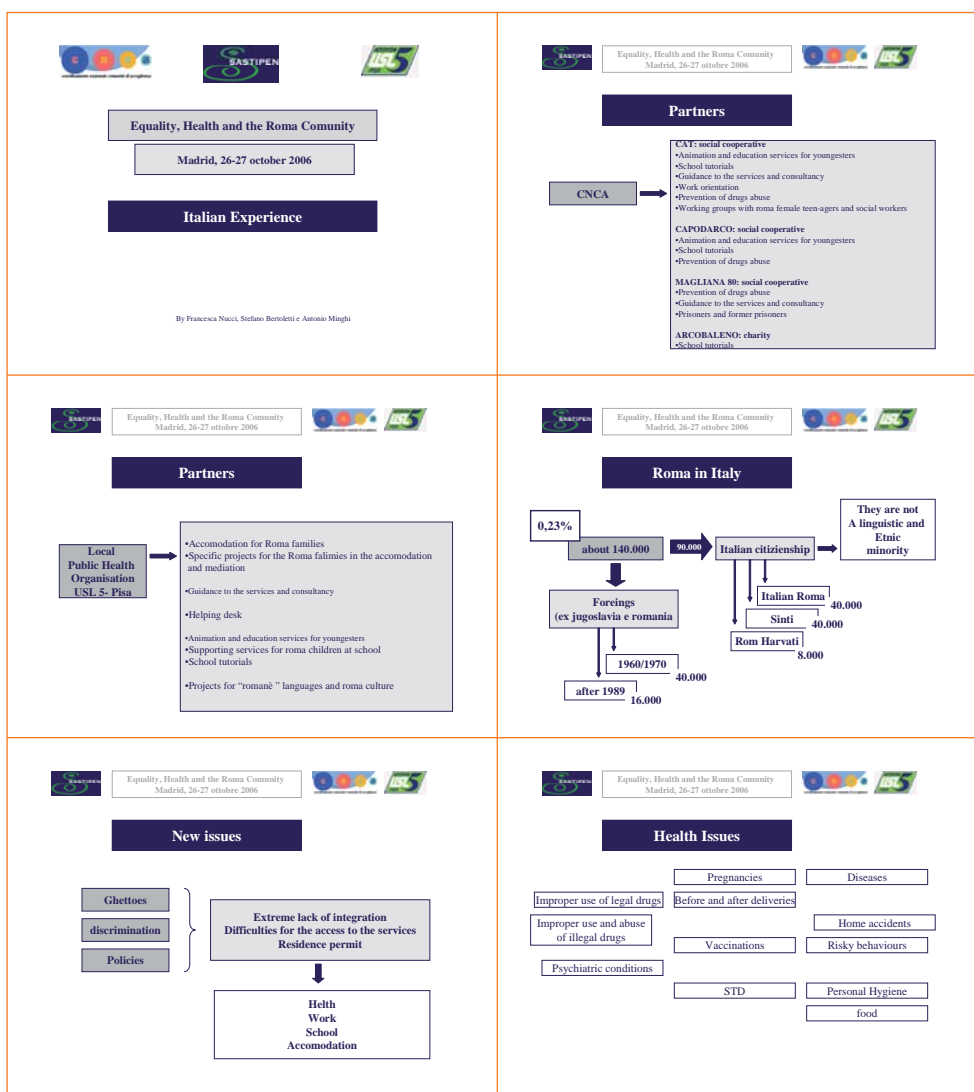 SASTIPEN
USL5
Equality, Health and the Roma Comunity
Madrid, 26-27 october 2006
Italian Experience
By Francesca Nucci, Stefano Bertoletti e Antonio Minghi
SASTIPEN
Equality, Health and the Roma Comunity
Madrid, 26-27 ottobre 2006
USL5
Partners
CNCA
CAT: social cooperative
•Animation and education services for youngesters
•School tutorials
•Guidance to the services and consultancy
•Work orientation
•Prevention of drugs abuse
•Working groups with roma female teen-agers and social workers
CAPODARCO: social cooperative
•Animation and education services for youngesters
•School tutorials
•Prevention of drugs abuse
MAGLIANA 80: social cooperative
•Prevention of drugs abuse
•Guidance to the services and consultancy
•Prisoners and former prisoners
ARCOBALENO: charity
•School tutorials
SASTIPEN
Equality, Health and the Roma Comunity
Madrid, 26-27 ottobre 2006
USL5
Partners
Local
Public Health
Organisation
USL 5- Pisa
•Accomodation for Roma families
•Specific projects for the Roma falimies in the accomodation
and mediation
•Guidance to the services and consultancy
•Helping desk
•Animation and education services for youngesters
•Supporting services for roma children at school
•School tutorials
•Projects for “romanè ” languages and roma culture
SASTIPEN
Equality, Health and the Roma Comunity
Madrid, 26-27 ottobre 2006
USL5
Roma in Italy
0,23%
about 140.000
90.000
Italian citizienship
They are not
A linguistic and
Etnic
minority
Foreings
(ex jugoslavia e romania
1960/1970
40.000
after 1989
16.000
Italian Roma
40.000
Sinti
40.000
Rom Harvati
8.000
SASTIPEN
Equality, Health and the Roma Comunity
Madrid, 26-27 ottobre 2006
USL5
New issues
Ghettoes
discrimination
Policies
Extreme lack of integration
Difficulties for the access to the services
Residence permit
Helth
Work
School
Accomodation
SASTIPEN
Equality, Health and the Roma Comunity
Madrid, 26-27 ottobre 2006
USL5
Health Issues
Pregnancies
Diseases
Improper use of legal drugs
Before and after deliveries
Improper use and abuse
of illegal drugs
Home accidents
Vaccinations
Risky behaviours
Psychiatric conditions
STD
Personal Hygiene
food